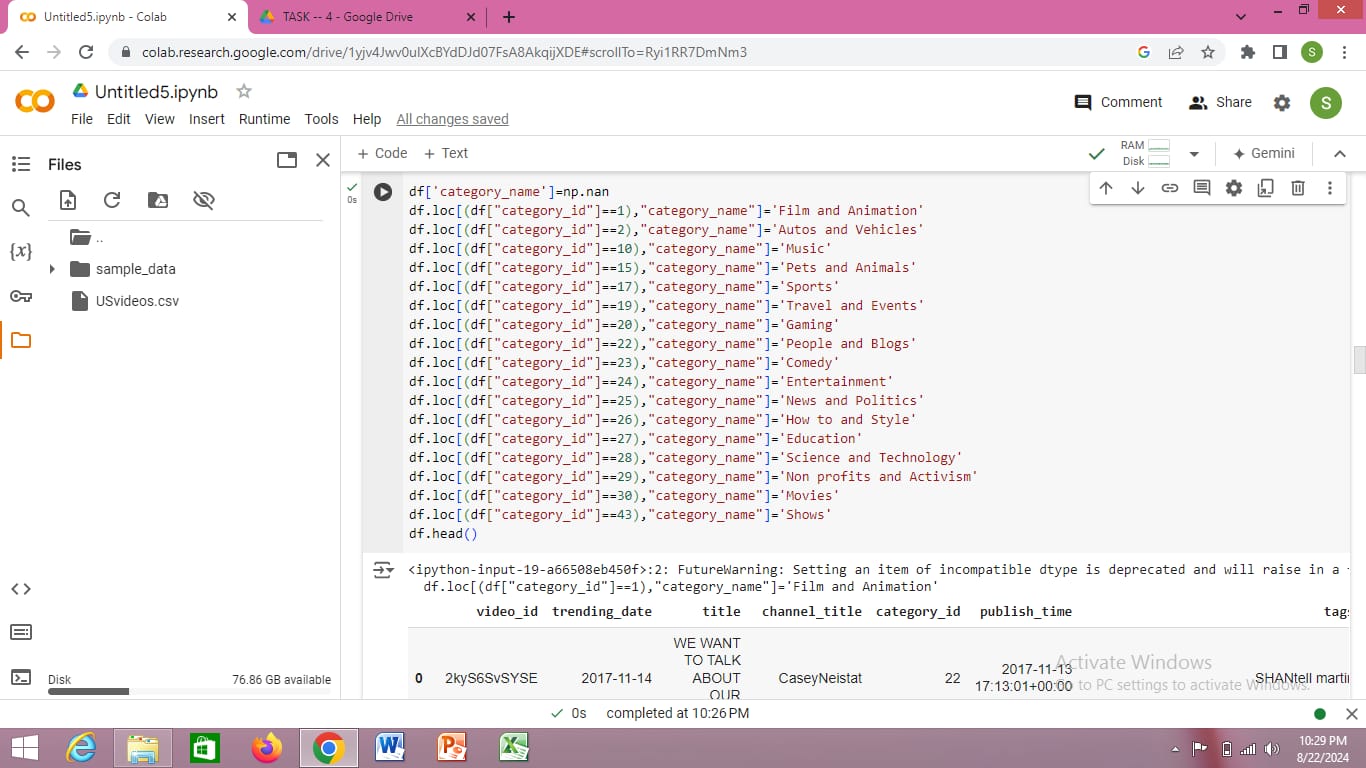 Untitled5.ipynb - Colab
TASK -- 4 - Google Drive
colab.research.google.com/drive/1yjv4Jwv0uIXcBYdDJd07FsA8AkqijXDE#scrollTo=Ryi1RR7DmNm3
S
Untitled5.ipynb
Comment Share S
File Edit View Insert Runtime Tools Help All changes saved
Files
+ Code + Text
RAM
Disk
Gemini
..
sample_data
USvideos.csv
{x}
0s
df['category_name']=np.nan
df.loc[(df["category_id"]==1),"category_name"]='Film and Animation'
df.loc[(df["category_id"]==2),"category_name"]='Autos and Vehicles'
df.loc[(df["category_id"]==10),"category_name"]='Music'
df.loc[(df["category_id"]==15),"category_name"]='Pets and Animals'
df.loc[(df["category_id"]==17),"category_name"]='Sports'
df.loc[(df["category_id"]==19),"category_name"]='Travel and Events'
df.loc[(df["category_id"]==20),"category_name"]='Gaming'
df.loc[(df["category_id"]==22),"category_name"]='People and Blogs'
df.loc[(df["category_id"]==23),"category_name"]='Comedy'
df.loc[(df["category_id"]==24),"category_name"]='Entertainment'
df.loc[(df["category_id"]==25),"category_name"]='News and Politics'
df.loc[(df["category_id"]==26),"category_name"]='How to and Style'
df.loc[(df["category_id"]==27),"category_name"]='Education'
df.loc[(df["category_id"]==28),"category_name"]='Science and Technology'
df.loc[(df["category_id"]==29),"category_name"]='Non profits and Activism'
df.loc[(df["category_id"]==30),"category_name"]='Movies'
df.loc[(df["category_id"]==43),"category_name"]='Shows'
df.head()
<ipython-input-19-a66508eb450f>:2: FutureWarning: Setting an item of incompatible dtype is deprecated and will raise in a
df.loc[(df["category_id"]==1),"category_name"]='Film and Animation'
video_id trending_date title channel_title category_id publish_time tags
WE WANT
TO TALK
0 2kyS6SvSYSE 2017-11-14 ABOUT CaseyNeistat 22 2017-11-13 SHANtell marti
OUR 17:13:01+00:00
Activate Windows
Go to PC settings to activate Windows.
Disk 76.86 GB available
0s completed at 10:26 PM
10:29 PM
8/22/2024